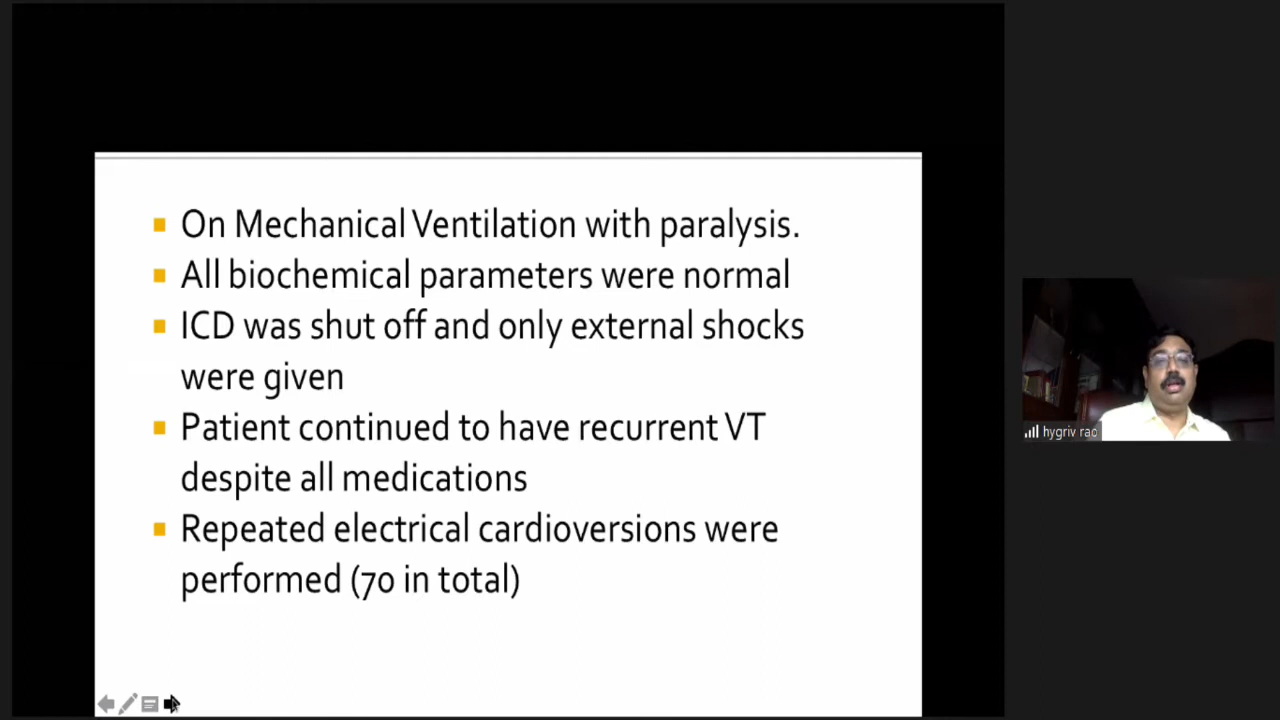 On Mechanical Ventilation with paralysis.
All biochemical parameters were normal
ICD was shut off and only external shocks
were given
Patient continued to have recurrent VT
despite all medications
Repeated electrical cardioversions were
performed (70 in total)
hygriv rao